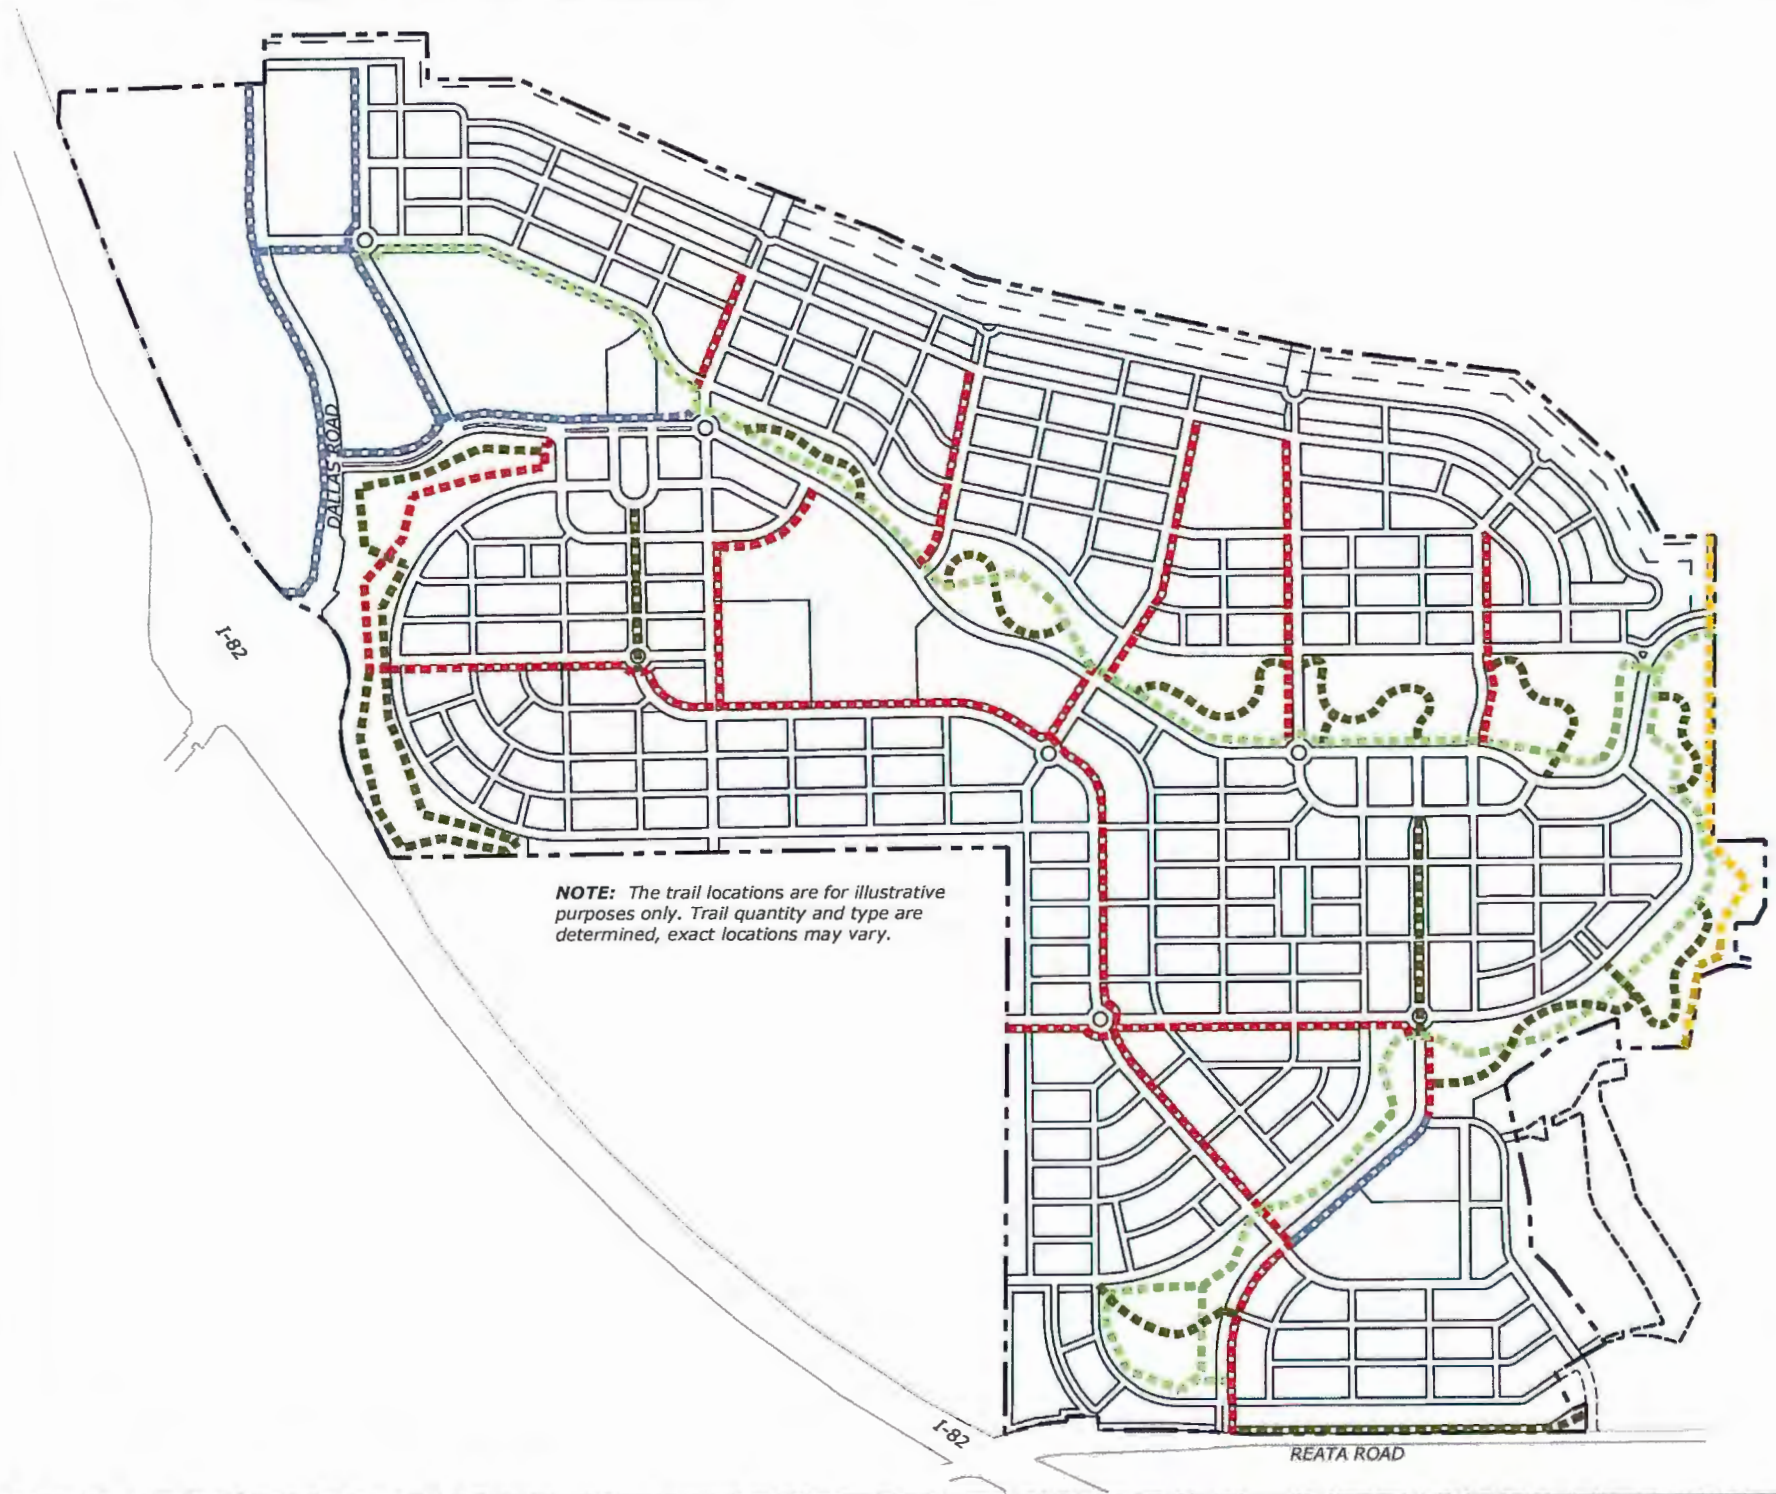 DALLAS ROAD
I-82
NOTE: The trail locations are for illustrative
purposes only. Trail quantity and type are
determined, exact locations may vary.
I-82
REATA ROAD